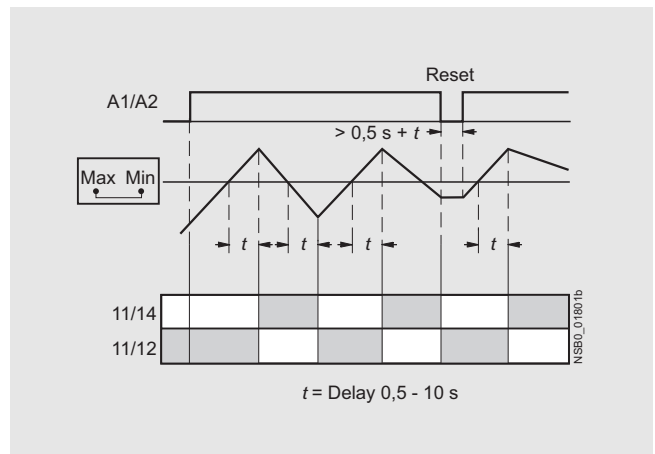 Reset
A1/A2
> 0,5 s + t
Max Min
t t t t
11/14
11/12
NSB0_01801b
t = Delay 0,5 - 10 s